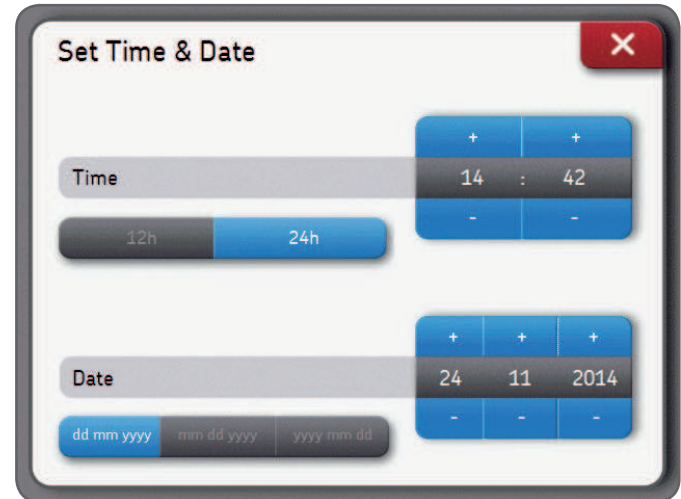 Set Time & Date
+ +
Time 14 : 42
- -
12h 24h
+ + +
Date 24 11 2014
- - -
dd mm yyyy mm dd yyyy yyyy mm dd